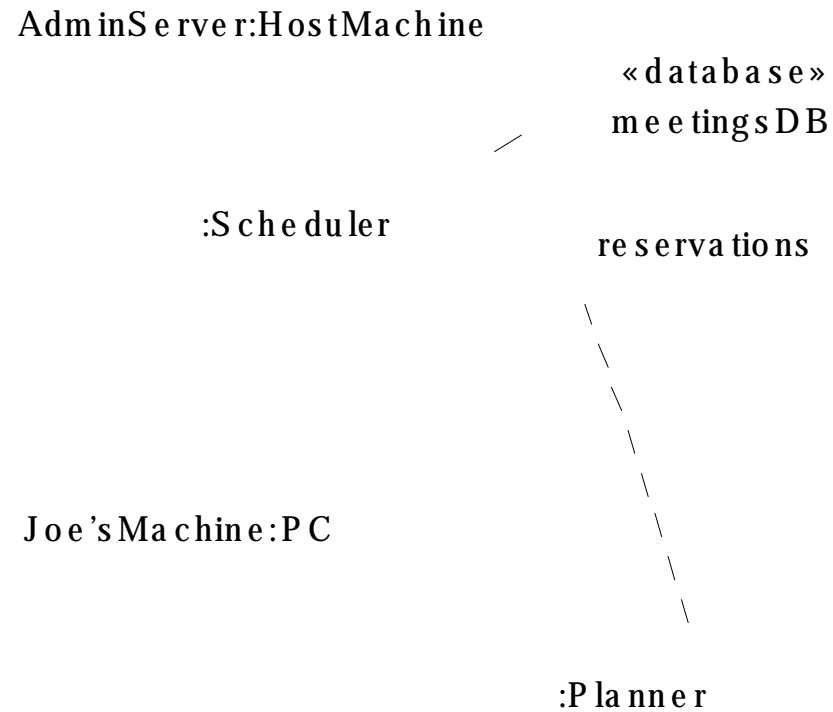 AdminServer:HostMachine
«database»
meetingsDB
:Scheduler
reservations
Joe'sMachine:PC
:Planner